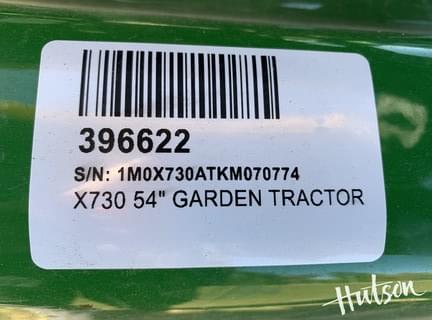 396622
S/N: 1M0X730ATKM070774
X730 54" GARDEN TRACTOR
Hutson